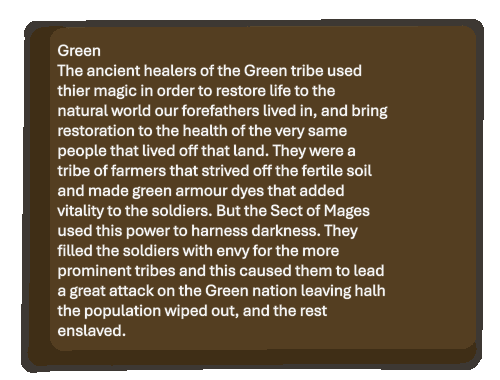 Green
The ancient healers of the Green tribe used
thier magic in order to restore life to the
natural world our forefathers lived in, and bring
restoration to the health of the very same
people that lived off that land. They were a
tribe of farmers that strived off the fertile soil
and made green armour dyes that added
vitality to the soldiers. But the Sect of Mages
used this power to harness darkness. They
filled the soldiers with envy for the more
prominent tribes and this caused them to lead
a great attack on the Green nation leaving halh
the population wiped out, and the rest
enslaved.